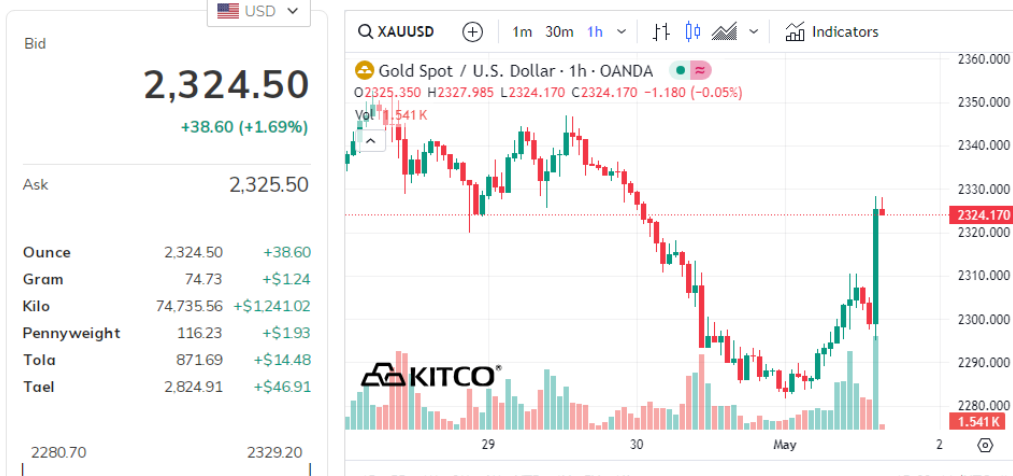 USD
Bid
2,324.50
+38.60 (+1.69%)
Ask 2,325.50
Ounce 2,324.50 +38.60
Gram 74.73 +$1.24
Kilo 74,735.56 +$1,241.02
Pennyweight 116.23 +$1.93
Tola 871.69 +$14.48
Tael 2,824.91 +$46.91
2280.70 2329.20
XAUUSD 1m 30m 1h Indicators
Gold Spot / U.S. Dollar · 1h · OANDA
O2325.350 H2327.985 L2324.170 C2324.170 −1.180 (−0.05%)
Vol 1.541K
2360.000
2350.000
2340.000
2330.000
2324.170
2320.000
2310.000
2300.000
2290.000
2280.000
1.541K
KITCO®
29 30 May 2